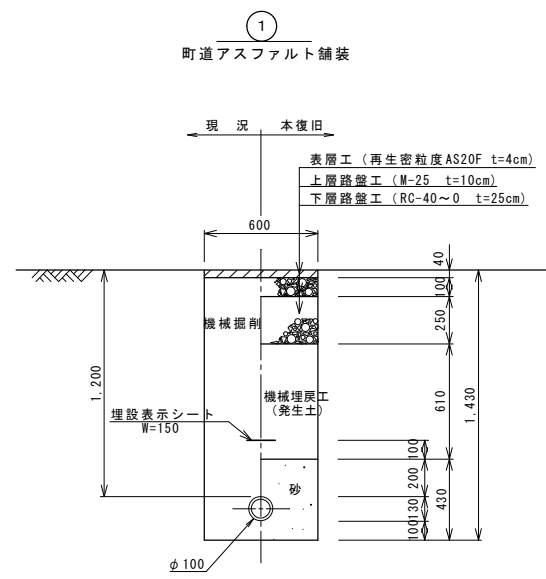 1
町道アスファルト舗装
現 況
本復旧
表層工（再生密粒度AS20F t=4cm）
上層路盤工（M-25 t=10cm）
下層路盤工（RC-40～0 t=25cm）
600
40
100
250
610
1,430
100
200
430
130
100
1,200
機械掘削
機械埋戻工
（発生土）
埋設表示シート
W=150
砂
φ100